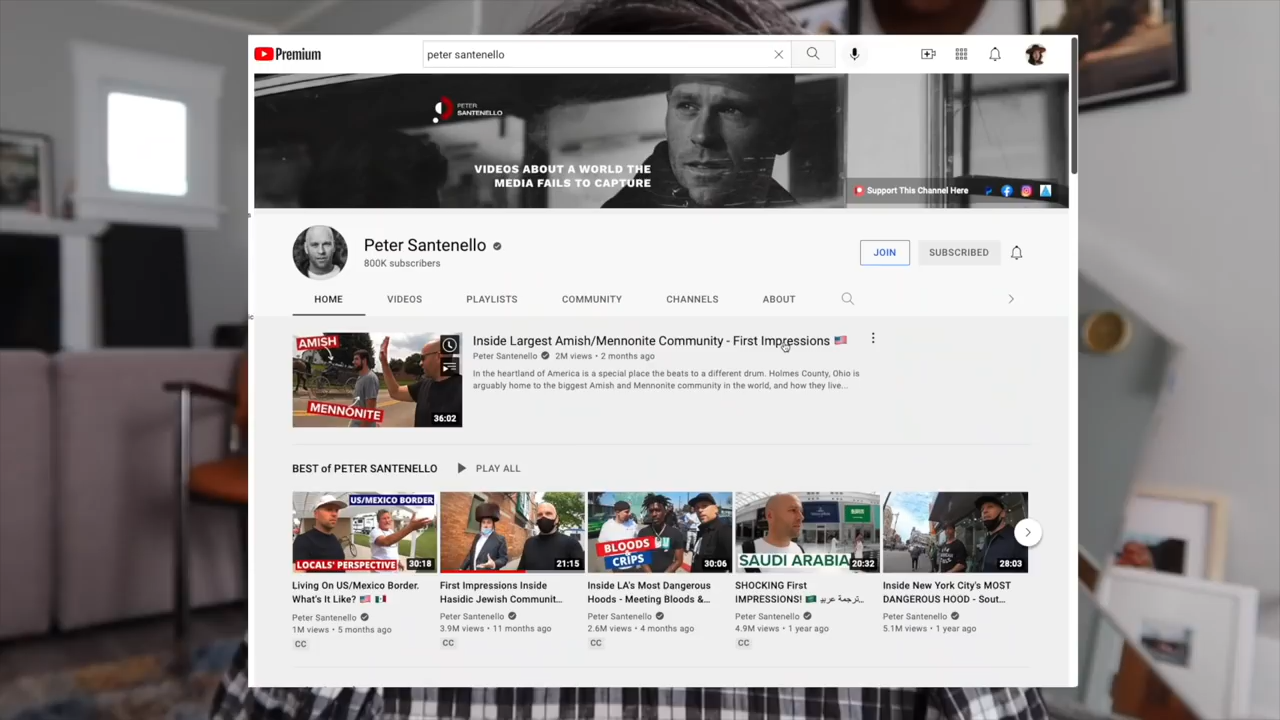 Premium
peter santenello
PETER
SANTENELLO
VIDEOS ABOUT A WORLD THE
MEDIA FAILS TO CAPTURE
Support This Channel Here
Peter Santenello
800K subscribers
JOIN
SUBSCRIBED
HOME
VIDEOS
PLAYLISTS
COMMUNITY
CHANNELS
ABOUT
AMISH
MENNONITE
36:02
Inside Largest Amish/Mennonite Community - First Impressions 🇺🇸
Peter Santenello
2M views • 2 months ago
In the heartland of America is a special place the beats to a different drum. Holmes County, Ohio is
arguably home to the biggest Amish and Mennonite community in the world, and how they live...
BEST of PETER SANTENELLO
PLAY ALL
US/MEXICO BORDER
LOCALS' PERSPECTIVE
30:18
Living On US/Mexico Border.
What's It Like? 🇺🇸 🇲🇽
Peter Santenello
1M views • 5 months ago
CC
21:15
First Impressions Inside
Hasidic Jewish Communit...
Peter Santenello
3.9M views • 11 months ago
CC
BLOODS
CRIPS
30:06
Inside LA's Most Dangerous
Hoods - Meeting Bloods &...
Peter Santenello
2.6M views • 4 months ago
CC
SAUDI ARABIA
20:32
SHOCKING First
IMPRESSIONS! 🇸🇦 ترجمة عربية...
Peter Santenello
4.9M views • 1 year ago
CC
28:03
Inside New York City's MOST
DANGEROUS HOOD - Sout...
Peter Santenello
5.1M views • 1 year ago